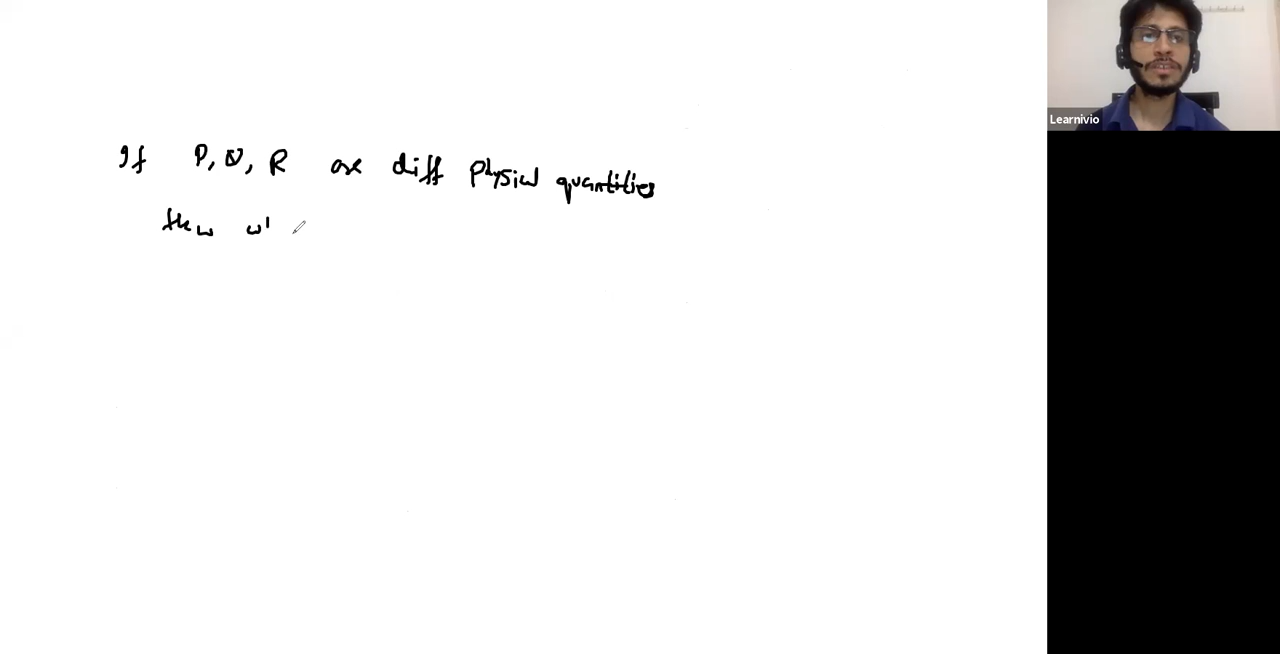 If P, Q, R are diff physical quantities
then w
Learnivio